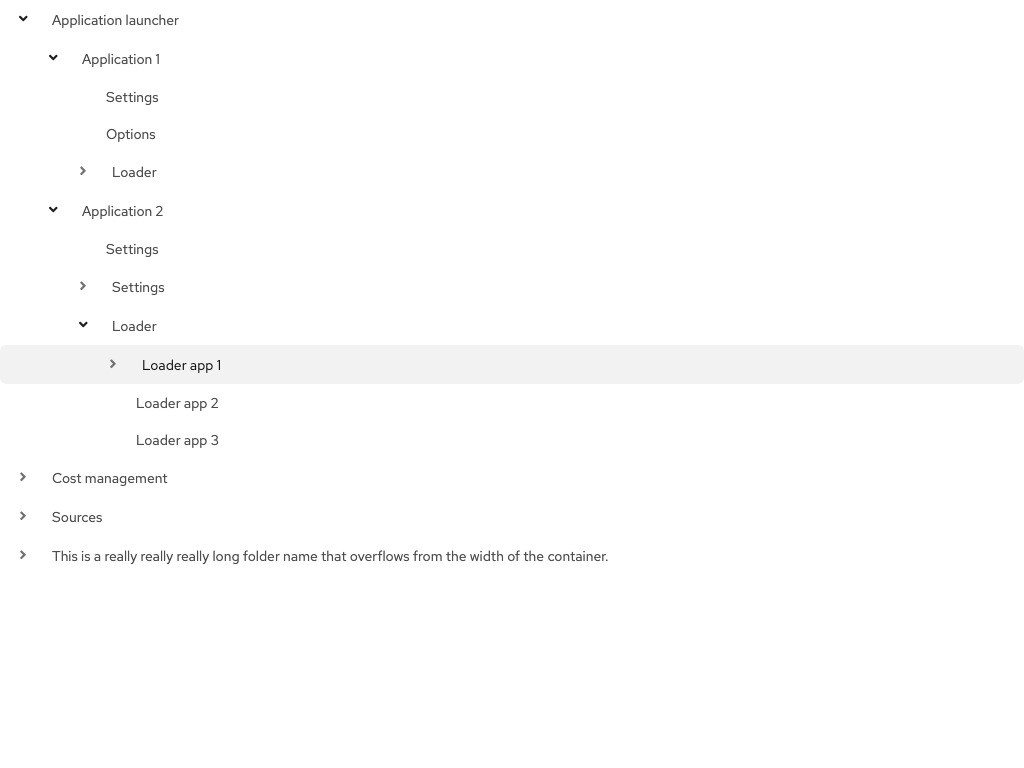 Application launcher
Application 1
Settings
Options
Loader
Application 2
Settings
Settings
Loader
Loader app 1
Loader app 2
Loader app 3
Cost management
Sources
This is a really really really long folder name that overflows from the width of the container.